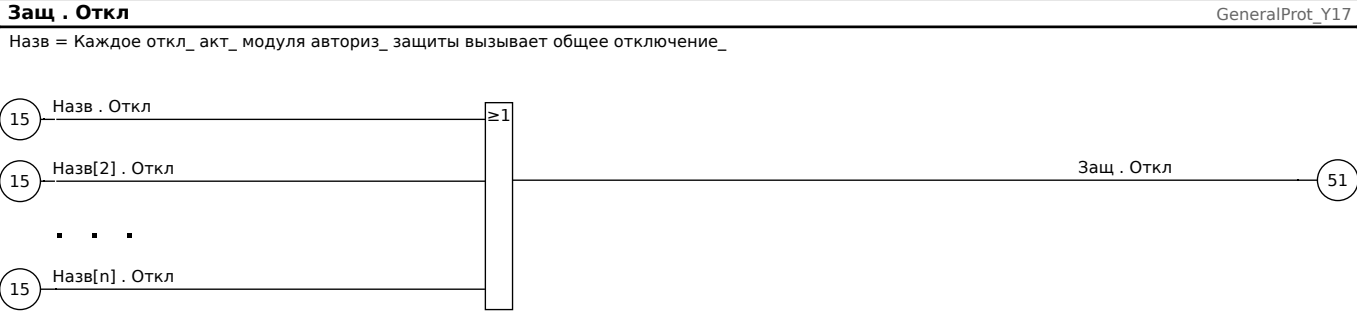 Защ . Откл
GeneralProt_Y17
Назв = Каждое откл_ акт_ модуля авториз_ защиты вызывает общее отключение_
Назв . Откл
15
≥1
Назв[2] . Откл
15
Защ . Откл
51
. . .
Назв[n] . Откл
15